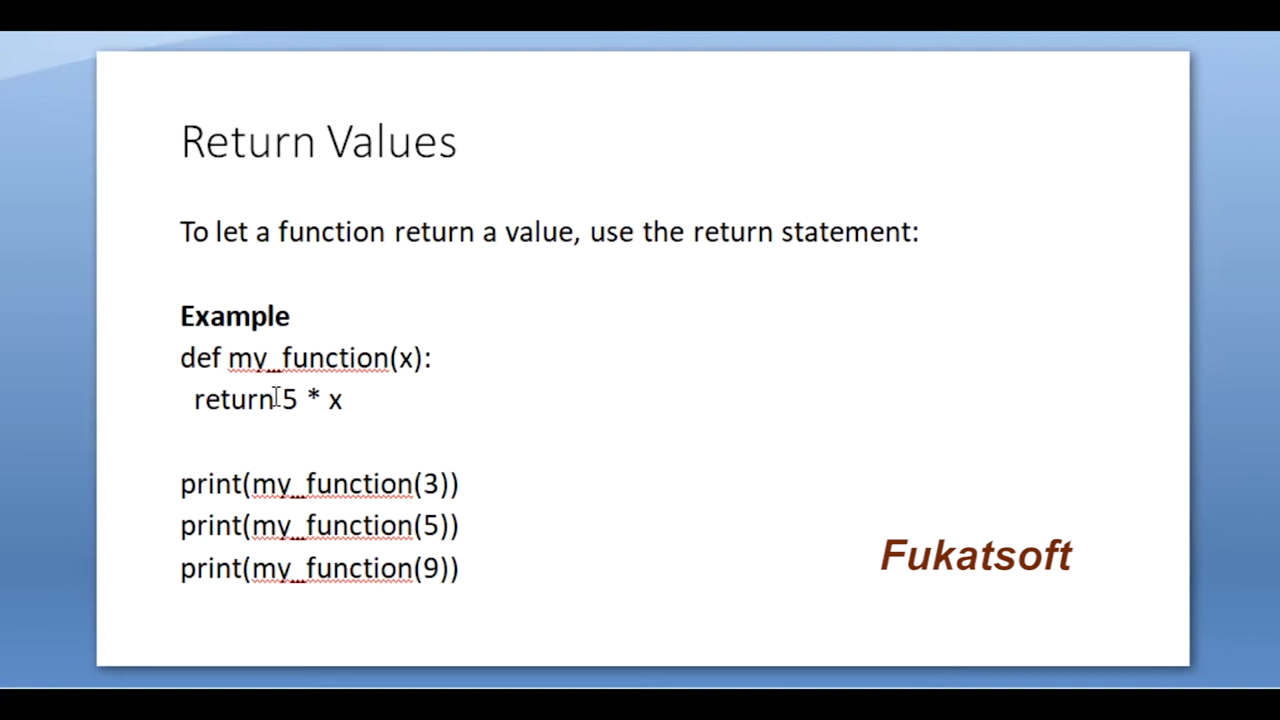 Return Values
To let a function return a value, use the return statement:
Example
def my_function(x):
return 5 * x
print(my_function(3))
print(my_function(5))
print(my_function(9))
Fukatsoft